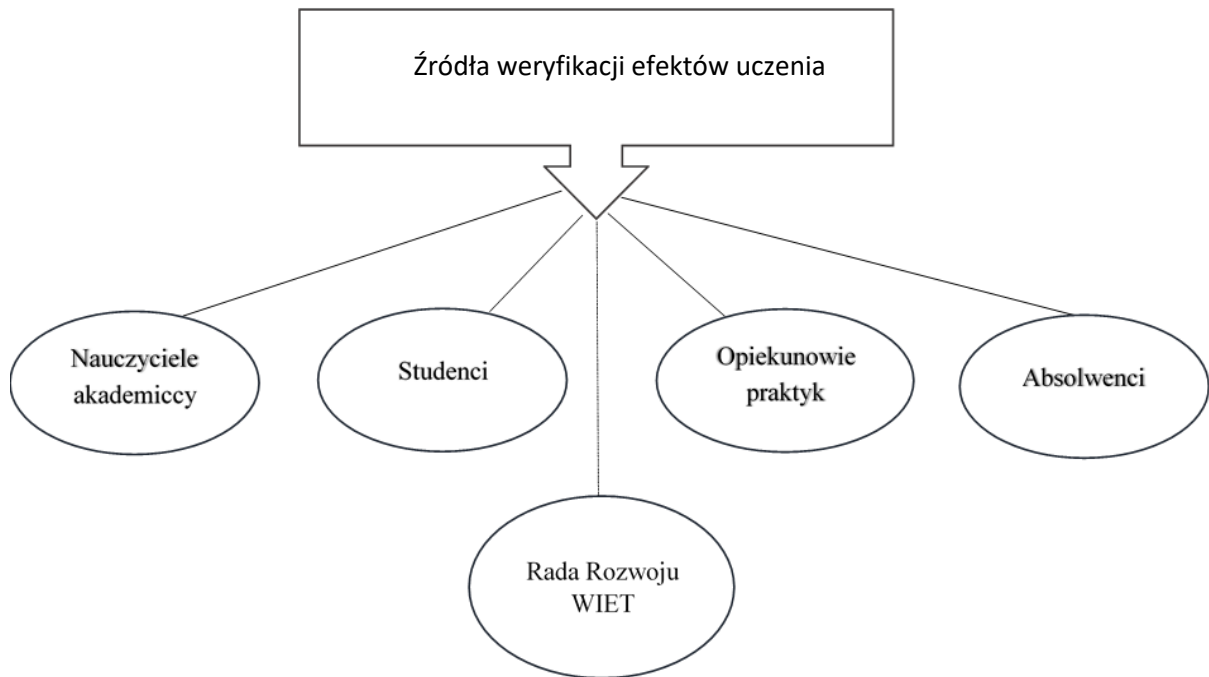 Źródła weryfikacji efektów uczenia
Nauczyciele
akademiccy
Studenci
Opiekunowie
praktyk
Absolwenci
Rada Rozwoju
WIET